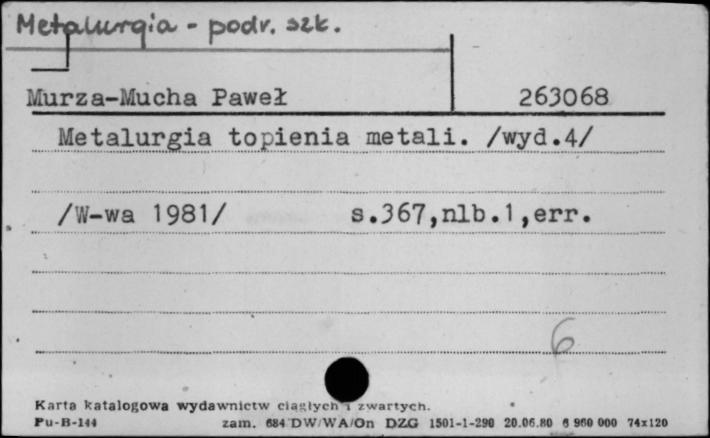 Metalurgia - podr. szk.
Murza-Mucha Paweł 263068
Metalurgia topienia metali. /wyd.4/
/W-wa 1981/ s.367,nlb.1,err.
6
Karta katalogowa wydawnictw ciągłych i zwartych.
Pu-B-144 zam. 684 DW/WA/On DZG 1501-1-290 20.06.80 6 960 000 74x120